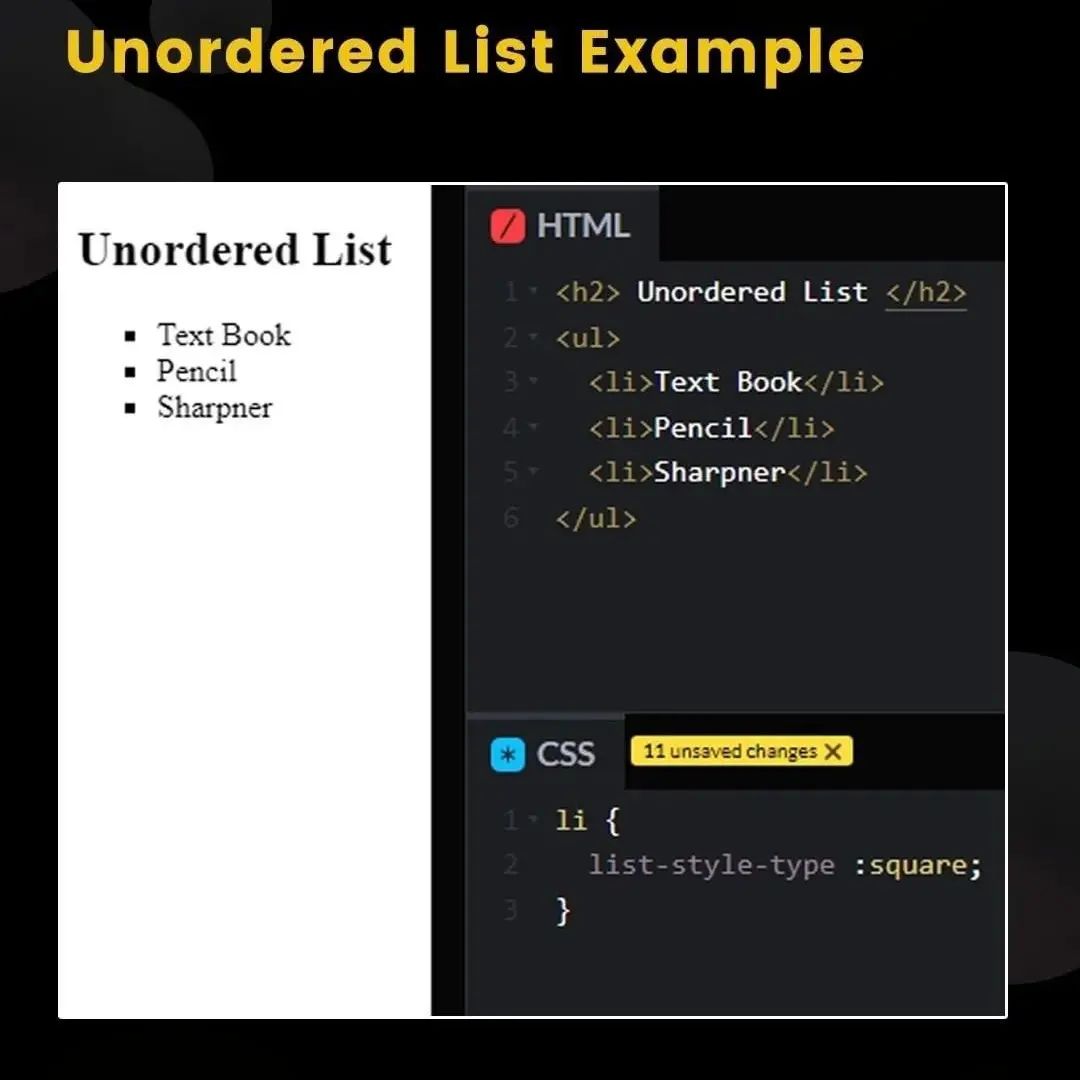 Unordered List Example
Unordered List
Text Book
Pencil
Sharpner
HTML
1 <h2> Unordered List </h2>
2 <ul>
3 <li>Text Book</li>
4 <li>Pencil</li>
5 <li>Sharpner</li>
6 </ul>
CSS 11 unsaved changes X
1 li {
2 list-style-type :square;
3 }